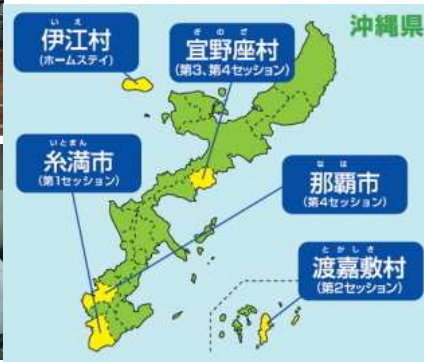 沖縄県
いえ
伊江村
(ホームステイ)
ぎのざ
宜野座村
(第3、第4セッション)
いとまん
糸満市
(第1セッション)
なは
那覇市
(第4セッション)
とかしき
渡嘉敷村
(第2セッション)